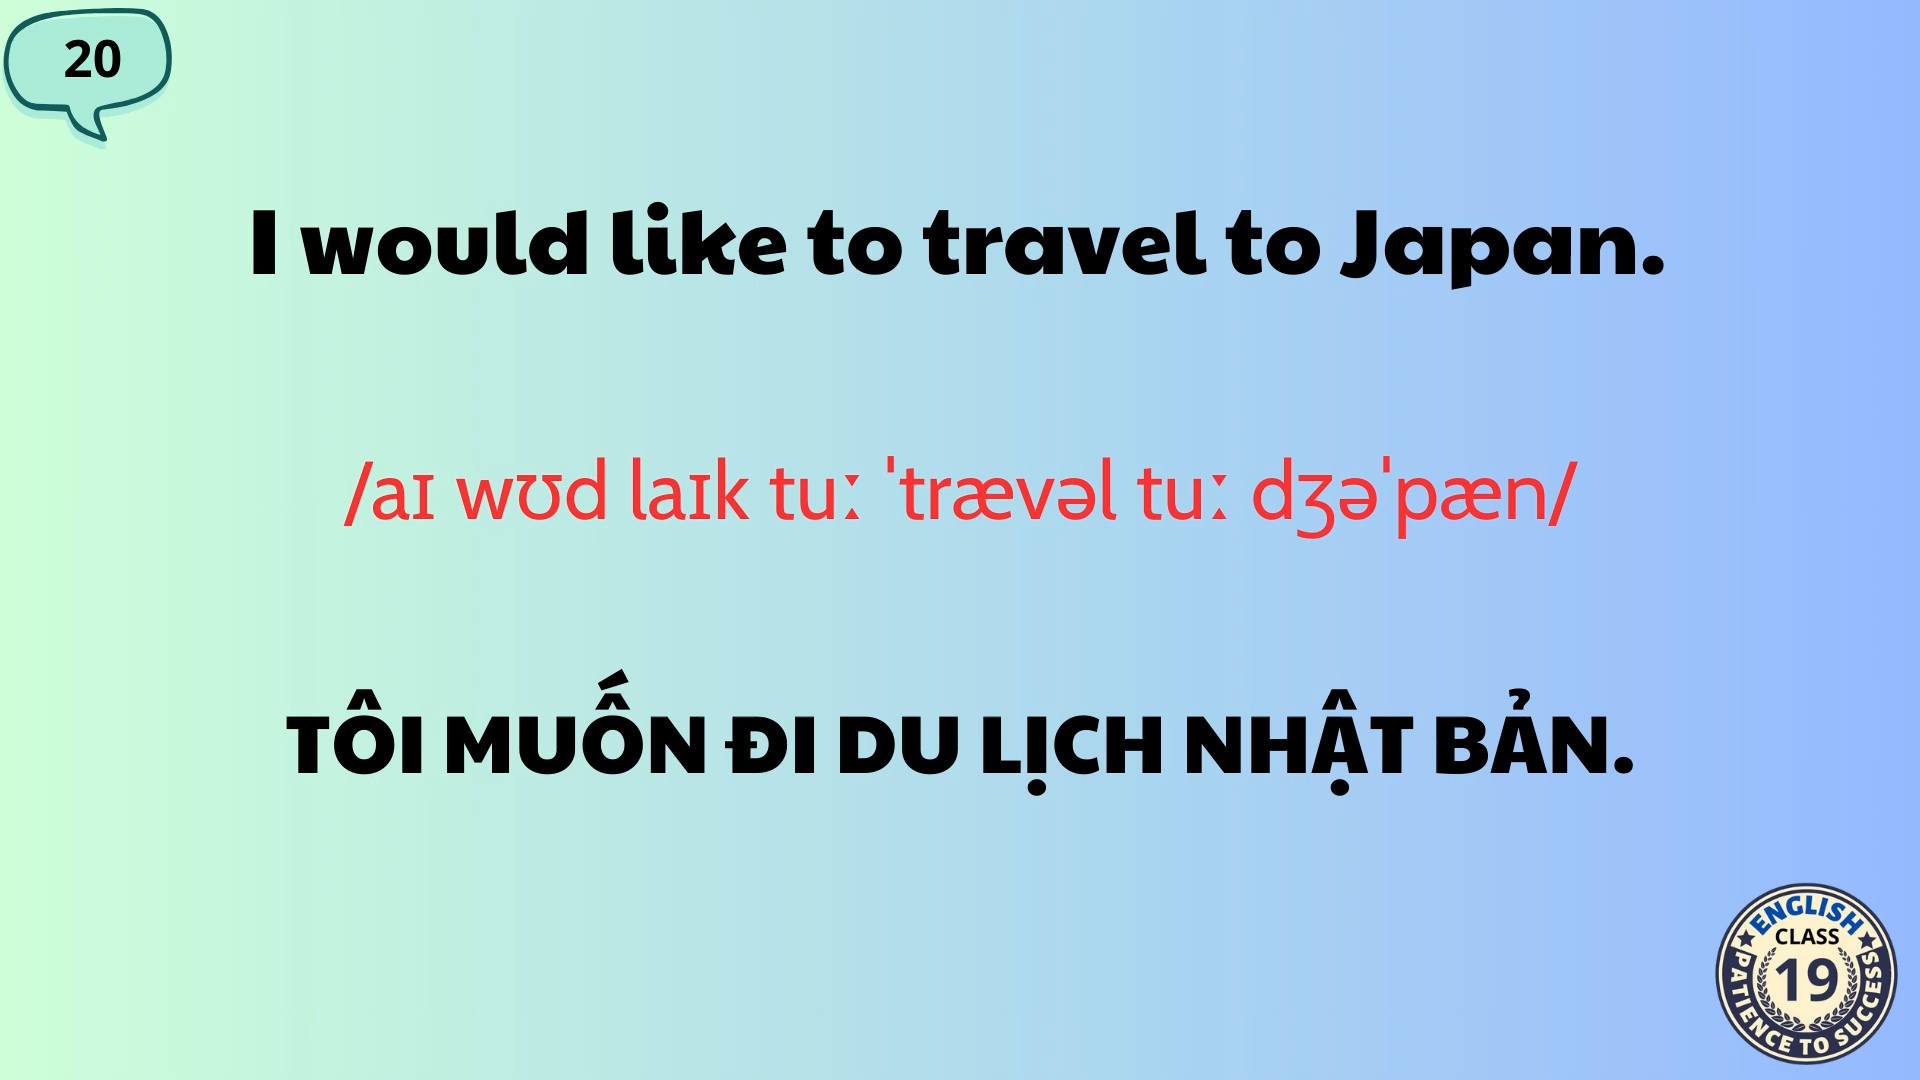 20
I would like to travel to Japan.
/aɪ wʊd laɪk tuː ˈtrævəl tuː dʒəˈpæn/
TÔI MUỐN ĐI DU LỊCH NHẬT BẢN.
ENGLISH
CLASS
19
PATIENCE TO SUCCESS